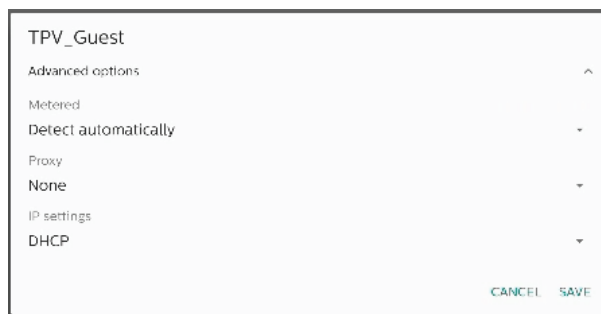 TPV_Guest
Advanced options
Metered
Detect automatically
Proxy
None
IP settings
DHCP
CANCEL SAVE